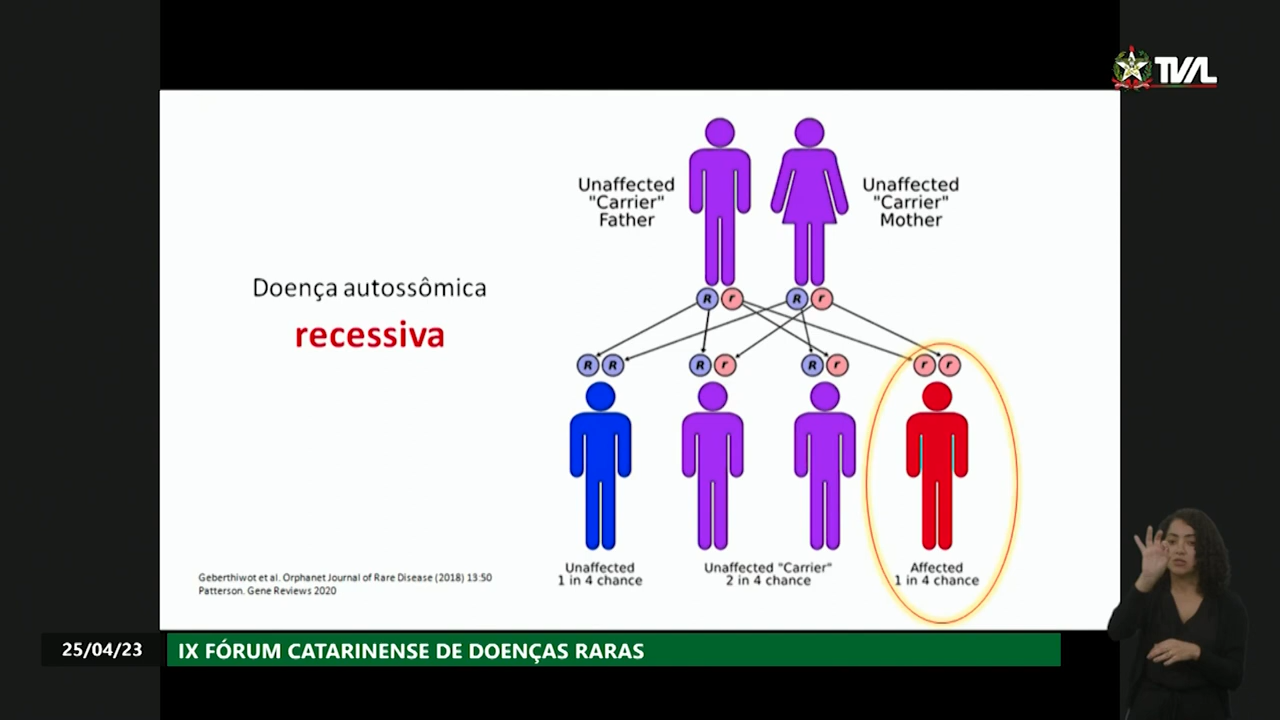 TVAL
Unaffected
"Carrier"
Father
Unaffected
"Carrier"
Mother
Doença autossômica
recessiva
R r R r
R R R r R r r r
Unaffected
1 in 4 chance
Unaffected "Carrier"
2 in 4 chance
Affected
1 in 4 chance
Geberthiwot et al. Orphanet Journal of Rare Disease (2018) 13:50
Patterson. Gene Reviews 2020
25/04/23
IX FÓRUM CATARINENSE DE DOENÇAS RARAS